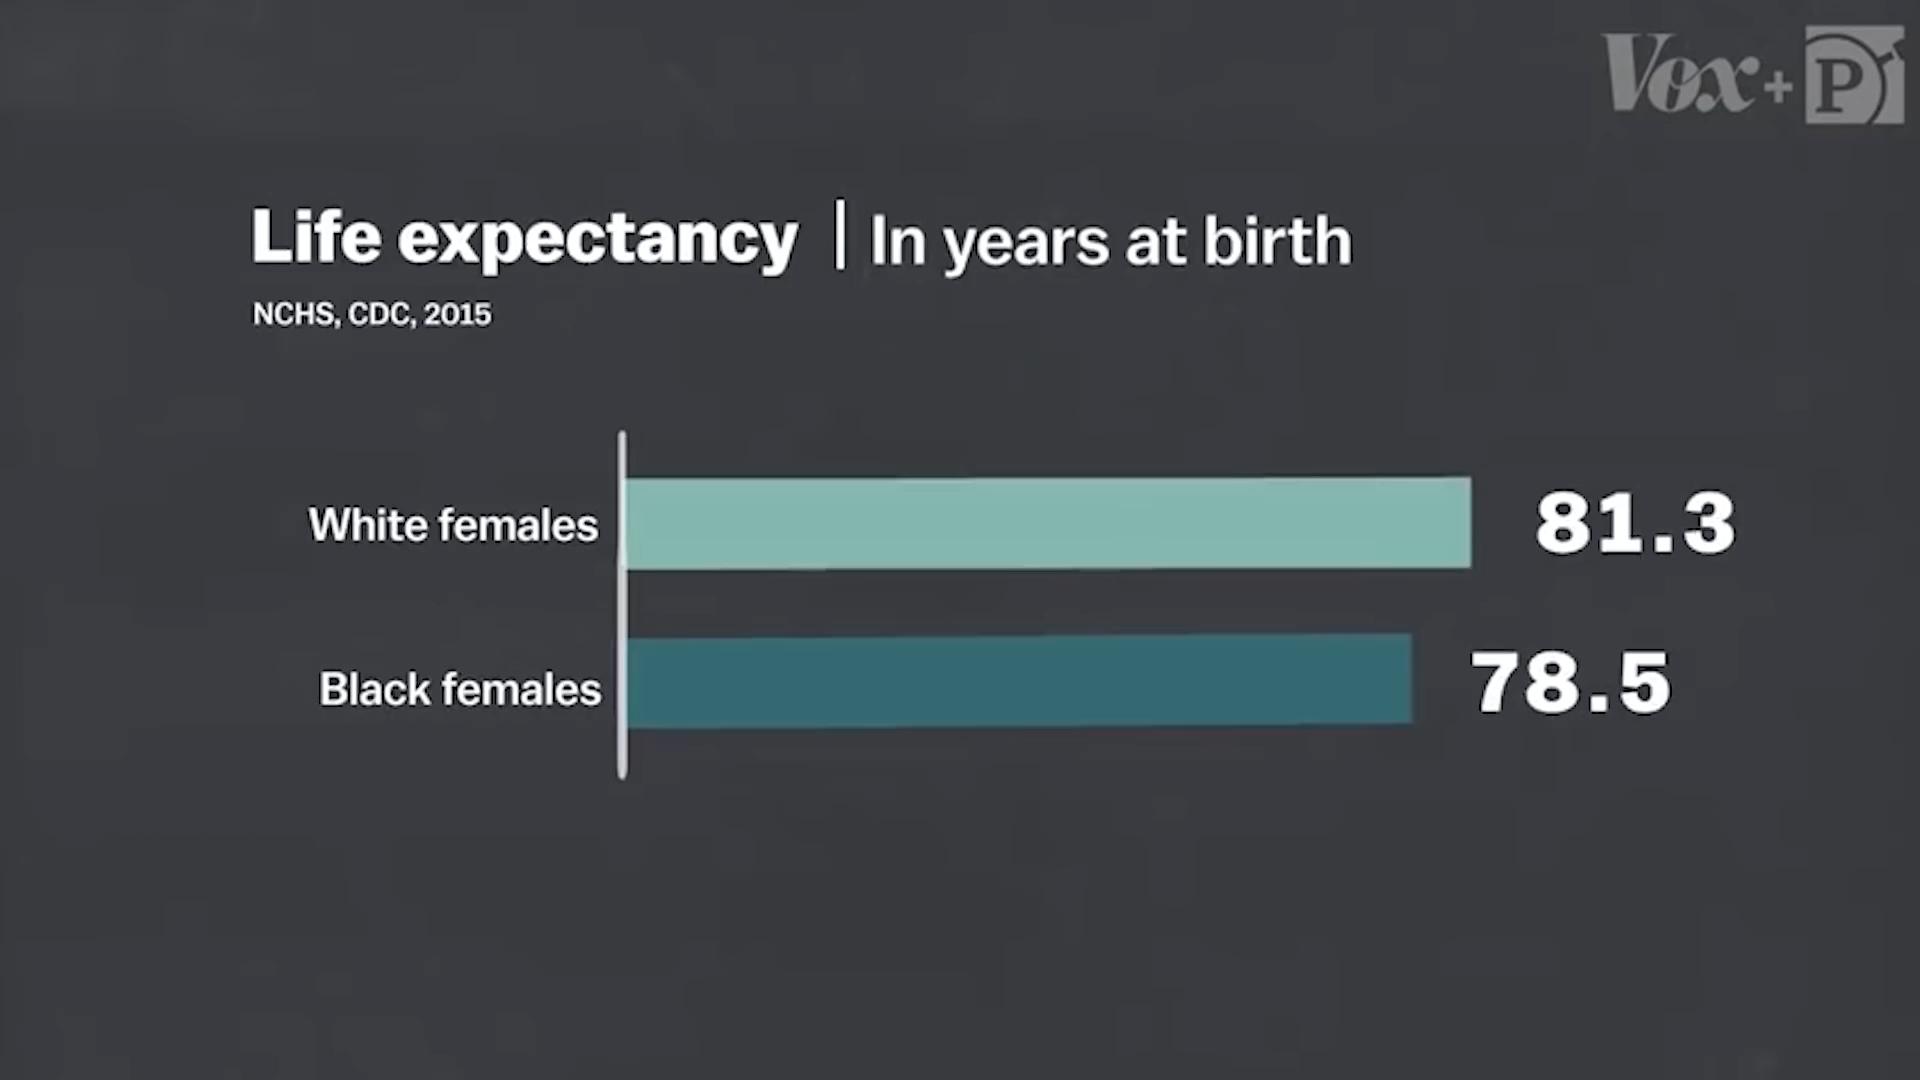 Vox+P
Life expectancy | In years at birth
NCHS, CDC, 2015
White females 81.3
Black females 78.5